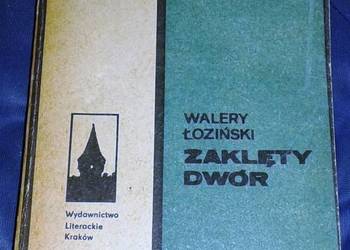 WALERY
ŁOZIŃSKI
ZAKLĘTY
DWÓR
Wydawnictwo
Literackie
Kraków